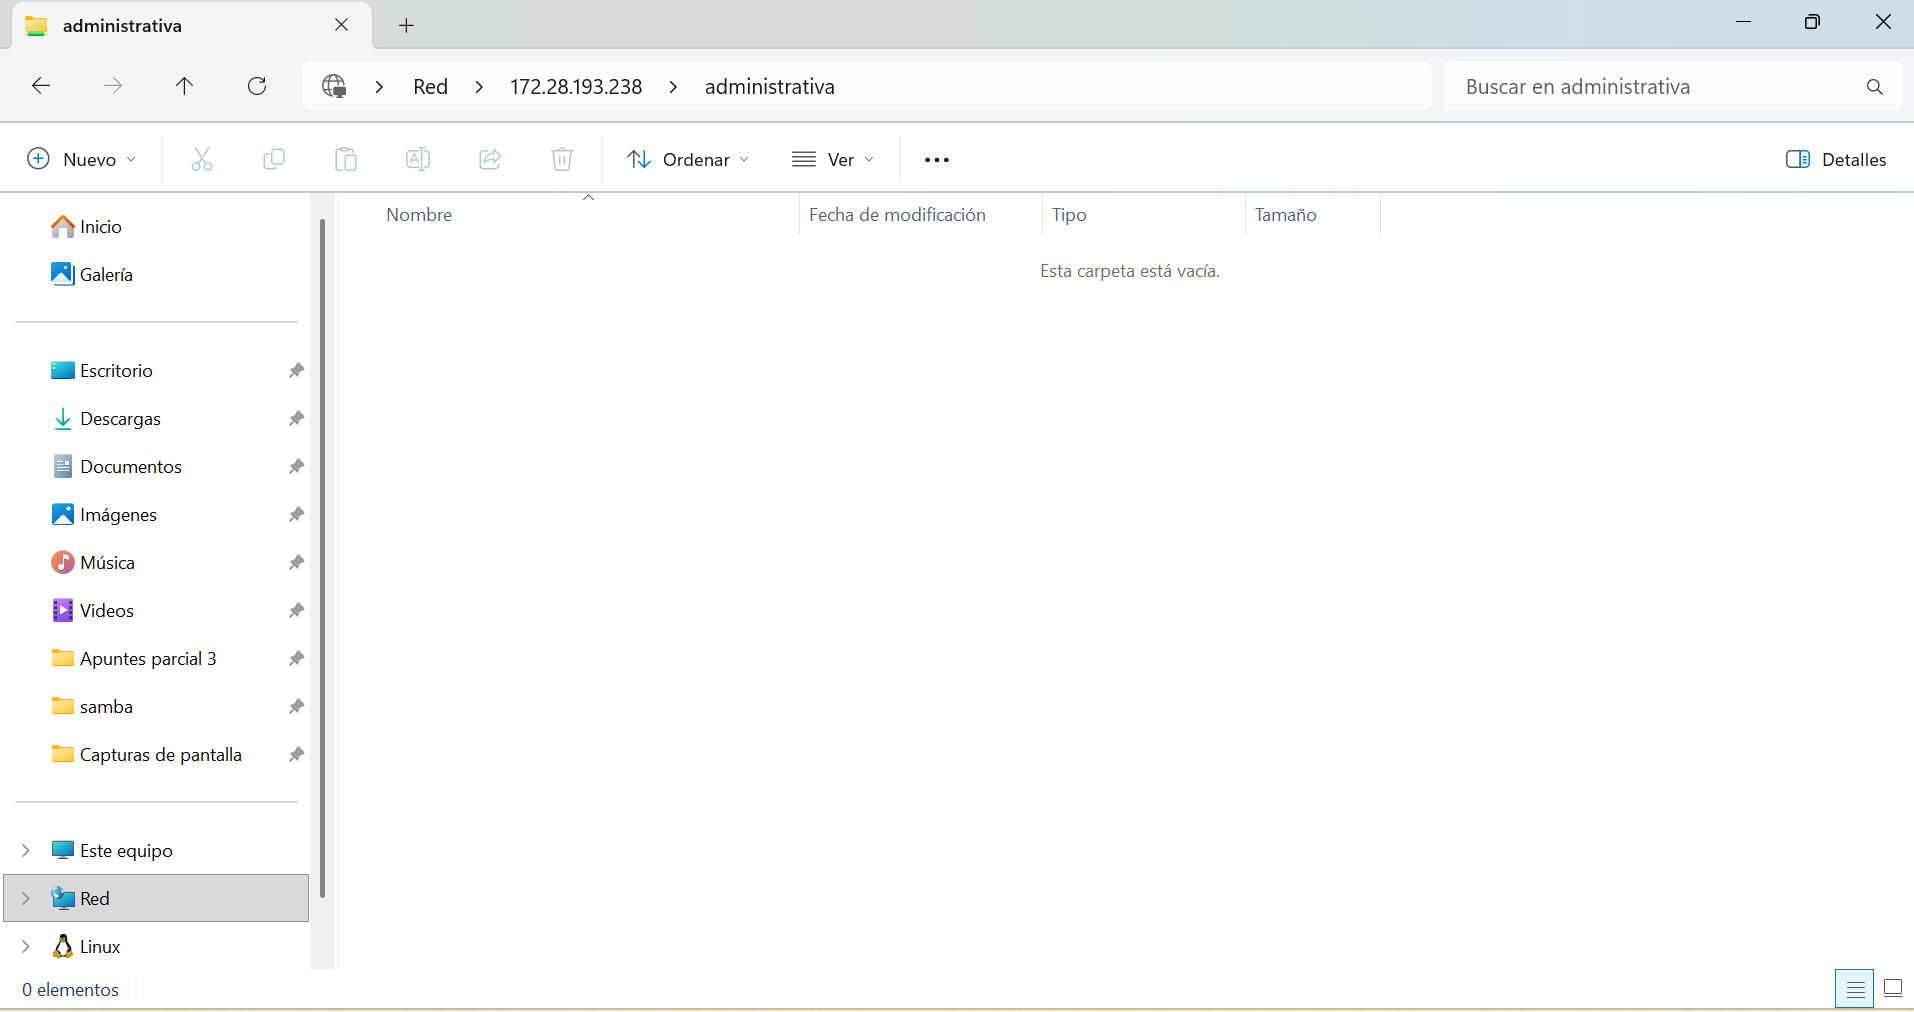 administrativa
Red
172.28.193.238
administrativa
Buscar en administrativa
Nuevo
Ordenar
Ver
Detalles
Nombre
Fecha de modificación
Tipo
Tamaño
Esta carpeta está vacía.
Inicio
Galería
Escritorio
Descargas
Documentos
Imágenes
Música
Videos
Apuntes parcial 3
samba
Capturas de pantalla
Este equipo
Red
Linux
0 elementos